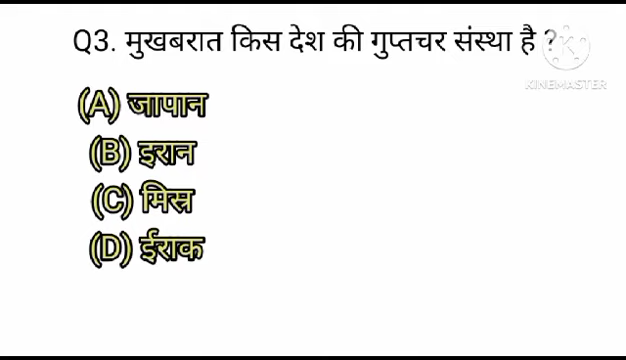 Q3. मुखबरात किस देश की गुप्तचर संस्था है ?
KINEMASTER
(A) जापान
(B) इरान
(C) मिस्र
(D) ईराक